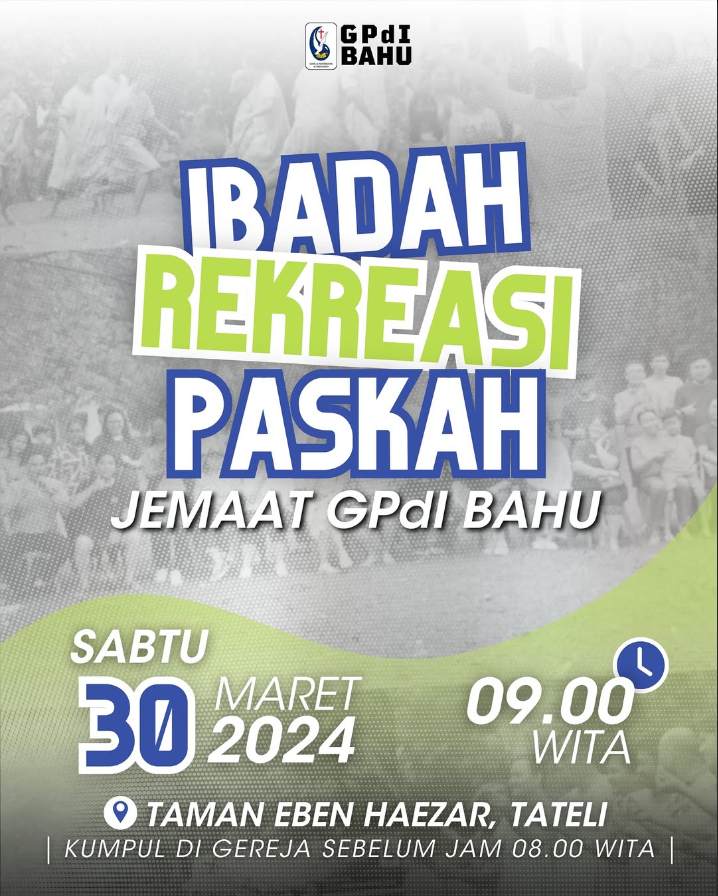 GPdI
BAHU
IBADAH
REKREASI
PASKAH
JEMAAT GPdI BAHU
SABTU
30 MARET
2024
09.00
WITA
TAMAN EBEN HAEZAR, TATELI
| KUMPUL DI GEREJA SEBELUM JAM 08.00 WITA |